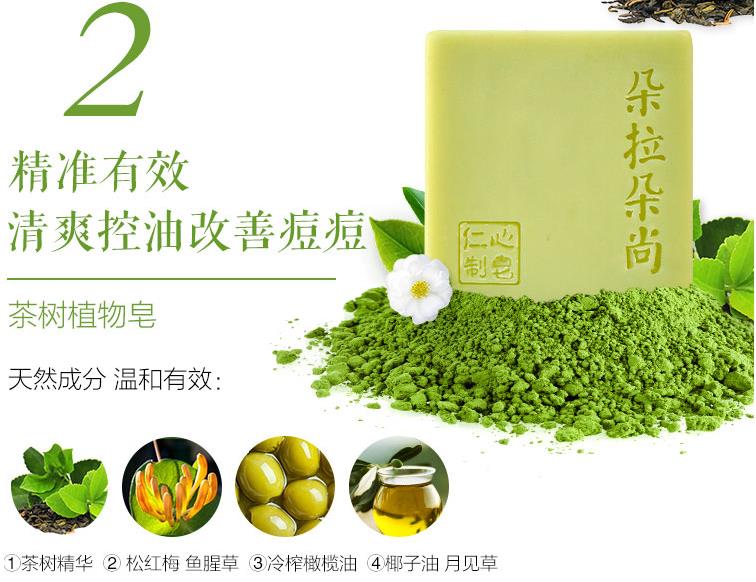 2
精准有效
清爽控油改善痘痘
茶树植物皂
天然成分 温和有效：
①茶树精华 ② 松红梅 鱼腥草 ③冷榨橄榄油 ④椰子油 月见草
朵拉朵尚
仁心
制皂